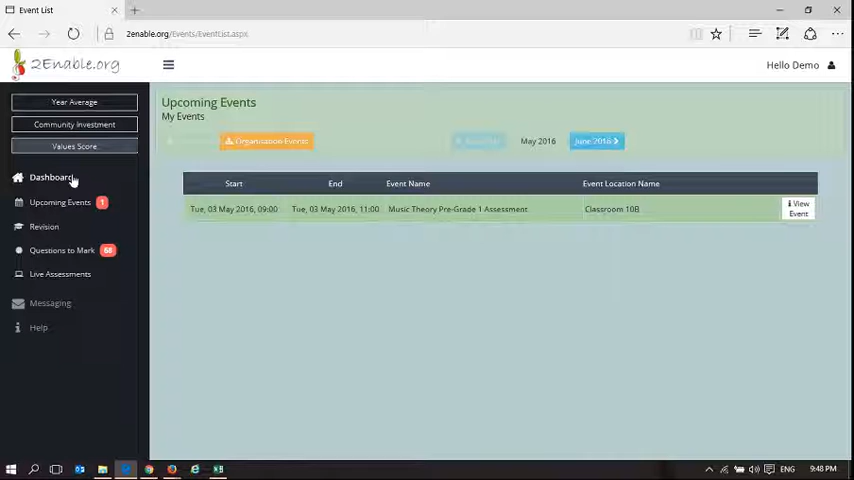 Event List
2enable.org/Events/EventList.aspx
2Enable.org
Hello Demo
Year Average
Community Investment
Values Score
Dashboard
Upcoming Events 1
Revision
Questions to Mark 68
Live Assessments
Messaging
Help
Upcoming Events
My Events
Organisation Events
May 2016
June 2016
Start End Event Name Event Location Name
Tue, 03 May 2016, 09:00 Tue, 03 May 2016, 11:00 Music Theory Pre-Grade 1 Assessment Classroom 10B
View
Event
ENG
9:48 PM